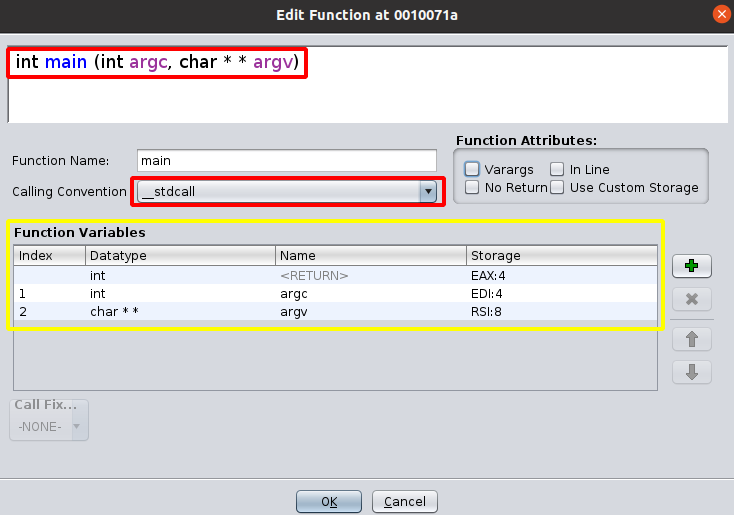 Edit Function at 0010071a
int main (int argc, char * * argv)
Function Name: main
Calling Convention __stdcall
Function Attributes:
Varargs In Line
No Return Use Custom Storage
Function Variables
Index Datatype Name Storage
int <RETURN> EAX:4
1 int argc EDI:4
2 char * * argv RSI:8
Call Fix...
-NONE-
OK Cancel